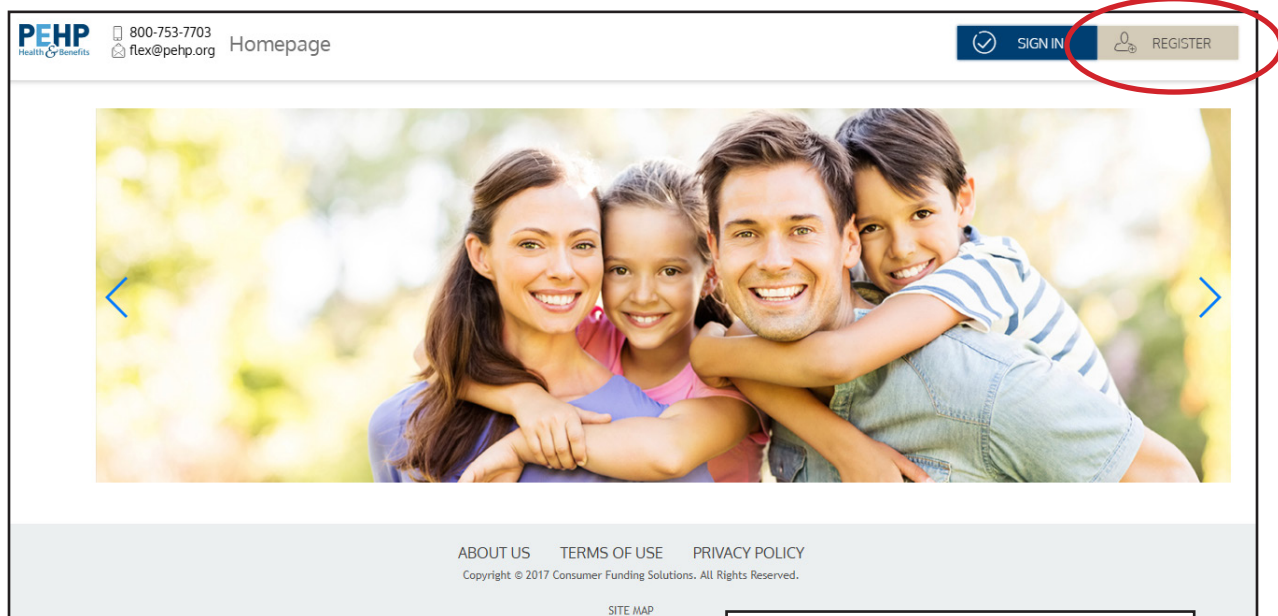 PEHP
Health & Benefits
800-753-7703
flex@pehp.org
Homepage
SIGN IN
REGISTER
ABOUT US TERMS OF USE PRIVACY POLICY
Copyright © 2017 Consumer Funding Solutions. All Rights Reserved.
SITE MAP